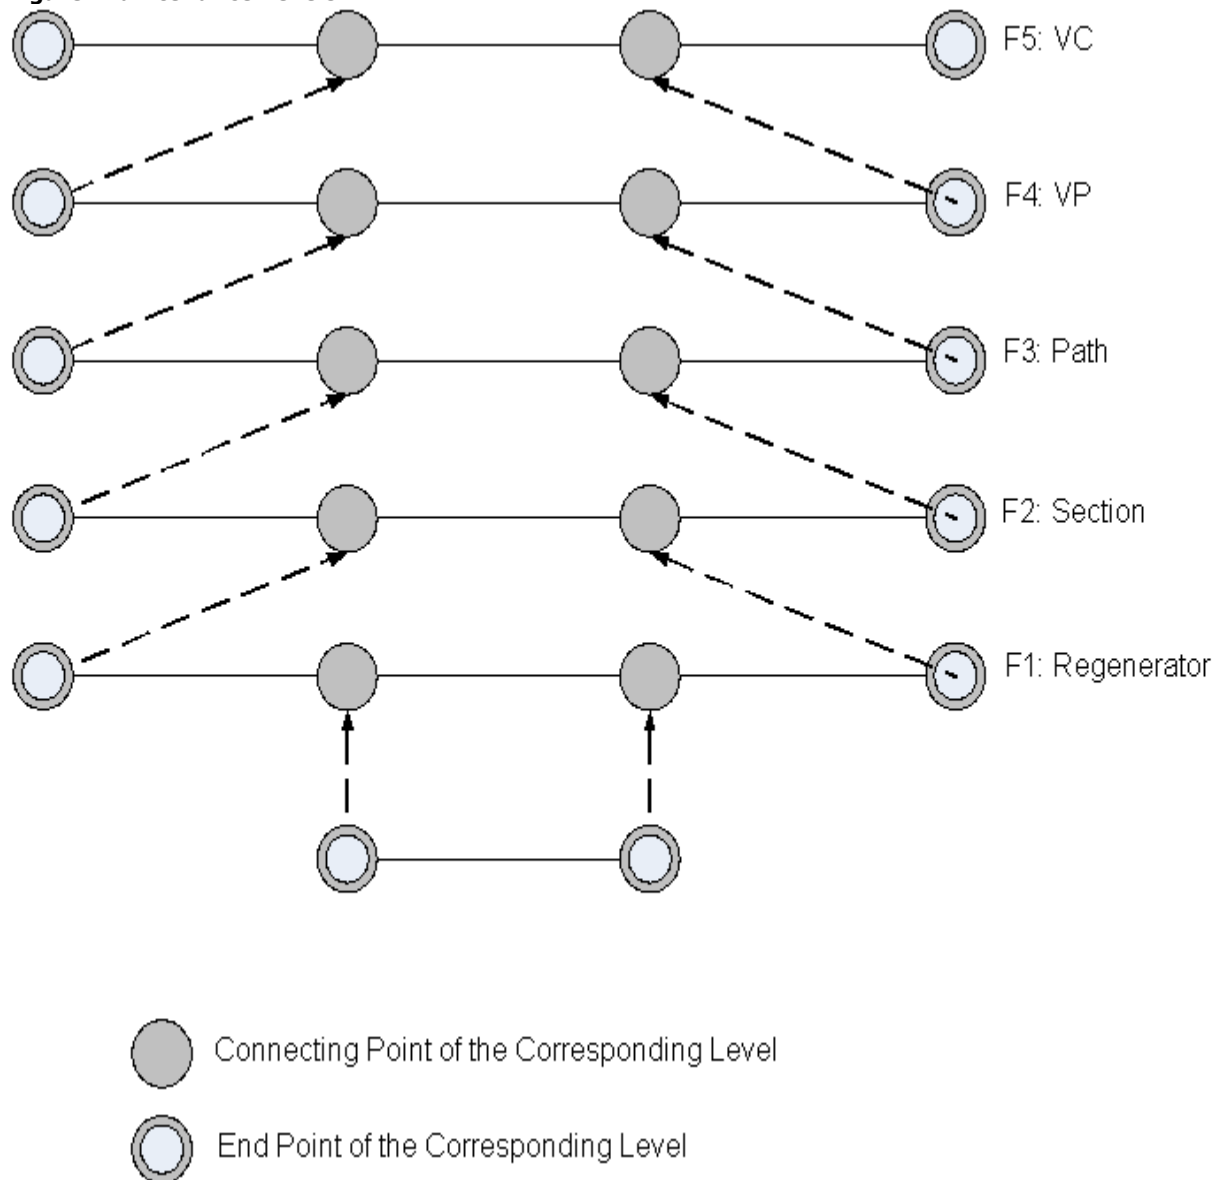 F5: VC
F4: VP
F3: Path
F2: Section
F1: Regenerator
Connecting Point of the Corresponding Level
End Point of the Corresponding Level